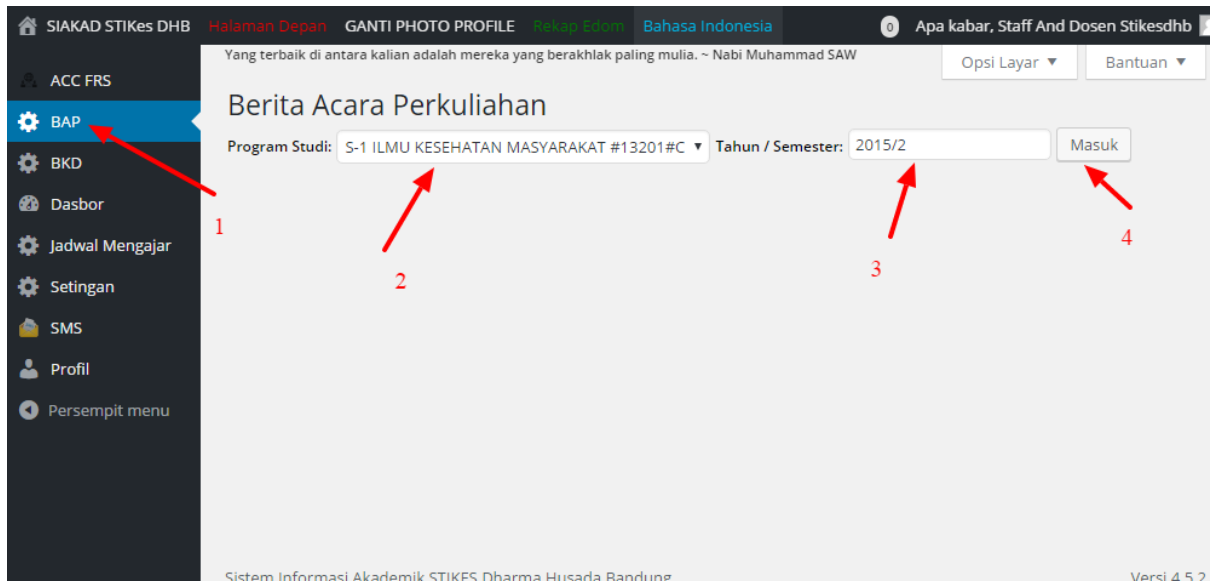 SIAKAD STIKes DHB Halaman Depan GANTI PHOTO PROFILE Rekap Edom Bahasa Indonesia 0 Apa kabar, Staff And Dosen Stikesdhb
Yang terbaik di antara kalian adalah mereka yang berakhlak paling mulia. ~ Nabi Muhammad SAW
Opsi Layar ▼ Bantuan ▼
ACC FRS
BAP
BKD
Dasbor
Jadwal Mengajar
Setingan
SMS
Profil
Persempit menu
Berita Acara Perkuliahan
Program Studi: S-1 ILMU KESEHATAN MASYARAKAT #13201#C ▼ Tahun / Semester: 2015/2 Masuk
1
2
3
4
Sistem Informasi Akademik STIKES Dharma Husada Bandung Versi 4.5.2